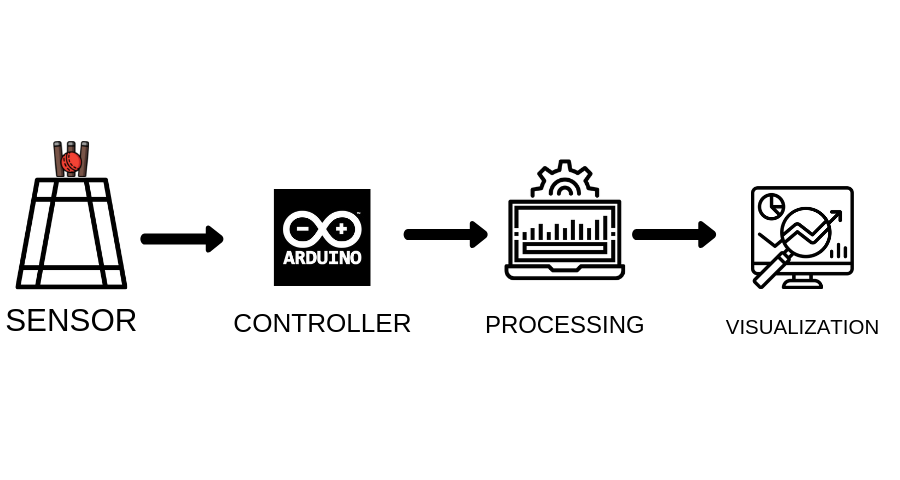 ARDUINO
SENSOR
CONTROLLER
PROCESSING
VISUALIZATION